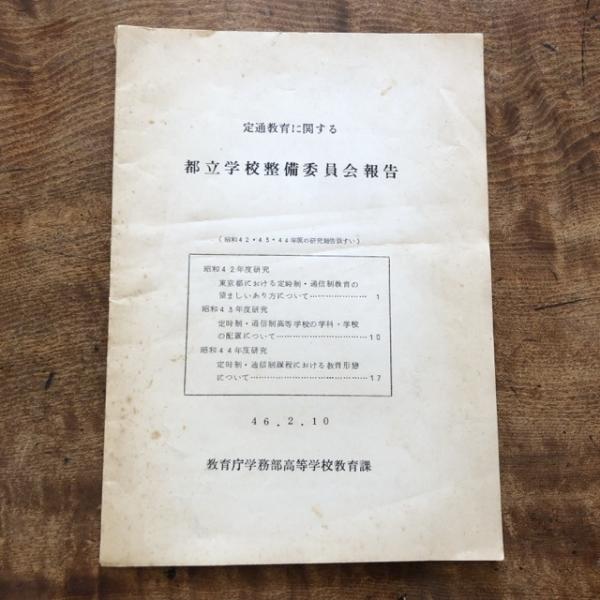 定通教育に関する
都立学校整備委員会報告
(昭和42・43・44年度の研究報告抜すい)
昭和42年度研究
東京都における定時制・通信制教育の
望ましいあり方について…………………1
昭和43年度研究
定時制・通信制高等学校の学科・学校
の配置について……………………………10
昭和44年度研究
定時制・通信制課程における教育形態
について……………………………………17
46.2.10
教育庁学務部高等学校教育課